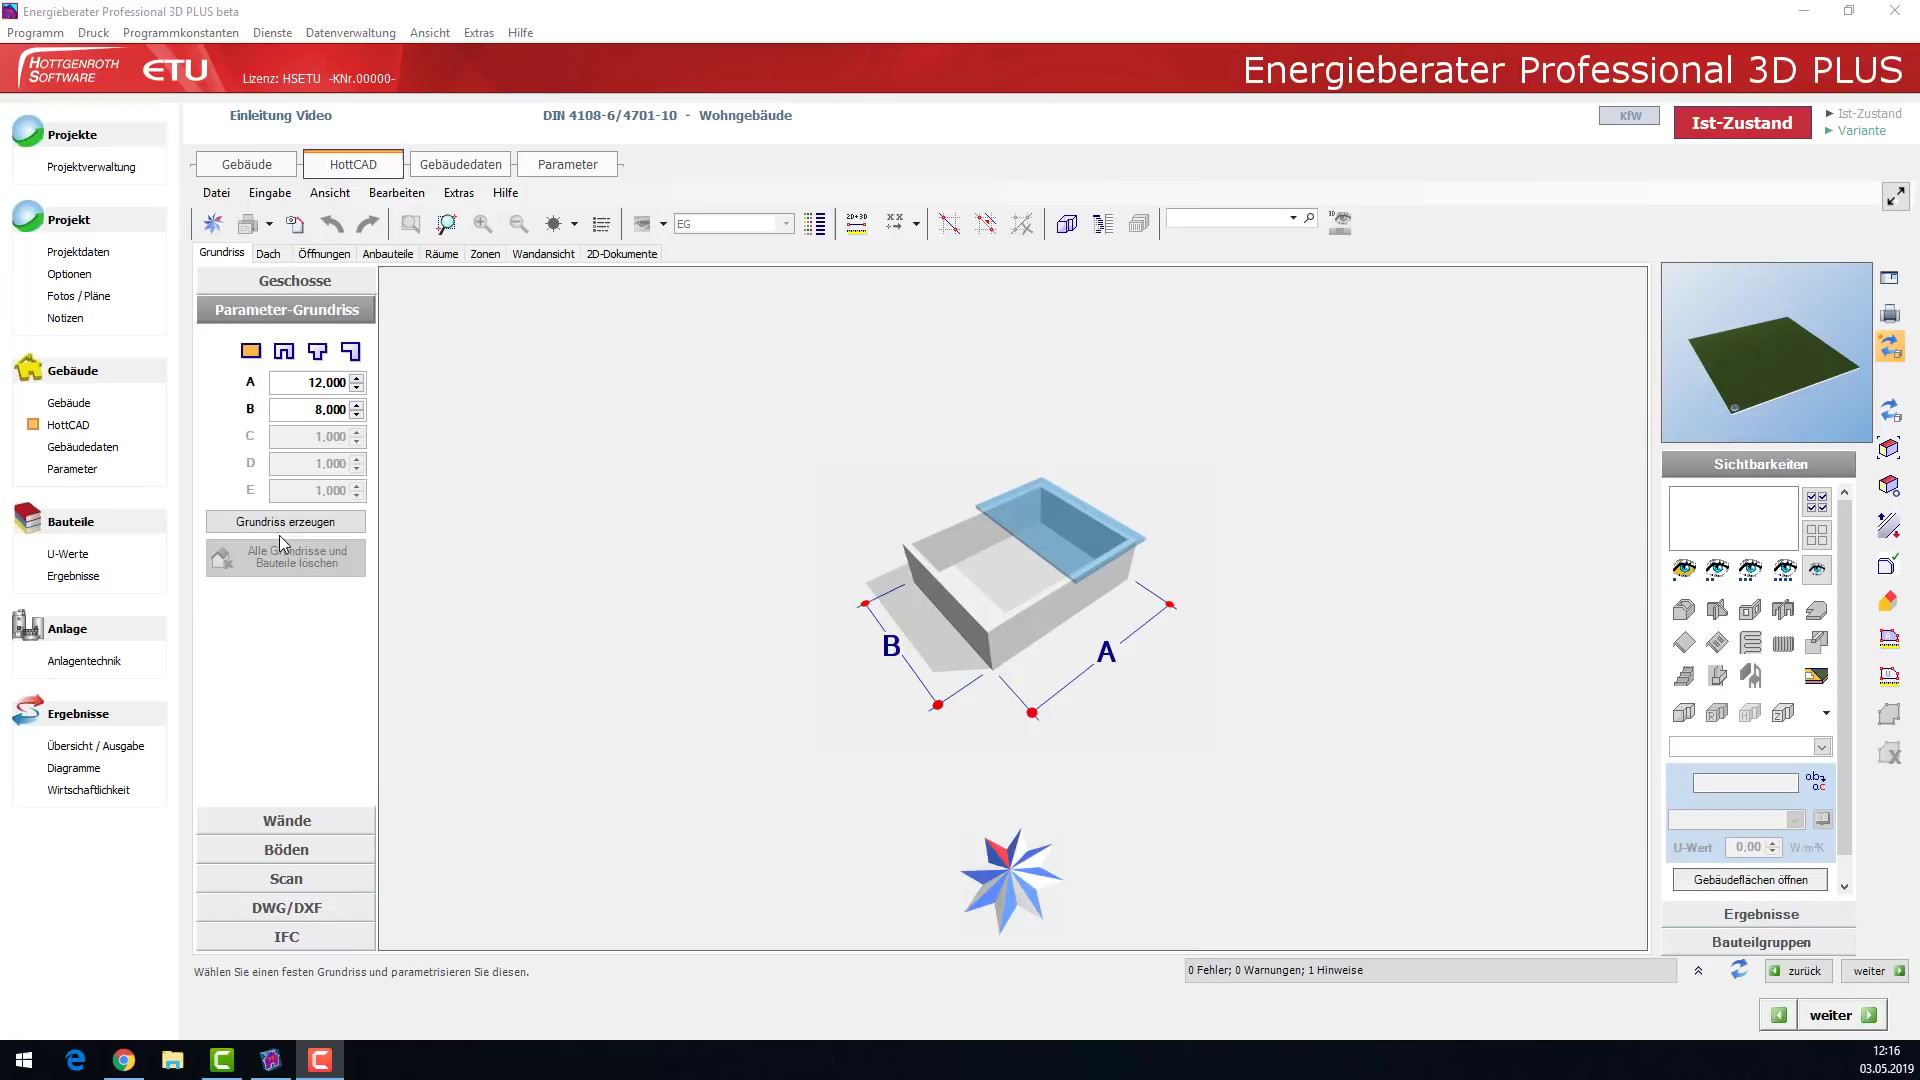 Energieberater Professional 3D PLUS beta
Programm Druck Programmkonstanten Dienste Datenverwaltung Ansicht Extras Hilfe
HOTTGENROTH
SOFTWARE
ETU
Lizenz: HSETU -KNr.00000-
Energieberater Professional 3D PLUS
Einleitung Video
DIN 4108-6/4701-10 - Wohngebäude
KfW
Ist-Zustand
Ist-Zustand
Variante
Projekte
Projektverwaltung
Projekt
Projektdaten
Optionen
Fotos / Pläne
Notizen
Gebäude
Gebäude
HottCAD
Gebäudedaten
Parameter
Bauteile
U-Werte
Ergebnisse
Anlage
Anlagentechnik
Ergebnisse
Übersicht / Ausgabe
Diagramme
Wirtschaftlichkeit
Gebäude HottCAD Gebäudedaten Parameter
Datei Eingabe Ansicht Bearbeiten Extras Hilfe
EG
2D+3D
Grundriss Dach Öffnungen Anbauteile Räume Zonen Wandansicht 2D-Dokumente
Geschosse
Parameter-Grundriss
A 12,000
B 8,000
C 1,000
D 1,000
E 1,000
Grundriss erzeugen
Alle Grundrisse und
Bauteile löschen
Wände
Böden
Scan
DWG/DXF
IFC
B
A
Sichtbarkeiten
U-Wert 0,00 W/m²K
Gebäudeflächen öffnen
Ergebnisse
Bauteilgruppen
Wählen Sie einen festen Grundriss und parametrisieren Sie diesen.
0 Fehler; 0 Warnungen; 1 Hinweise
zurück
weiter
weiter
12:16
03.05.2019